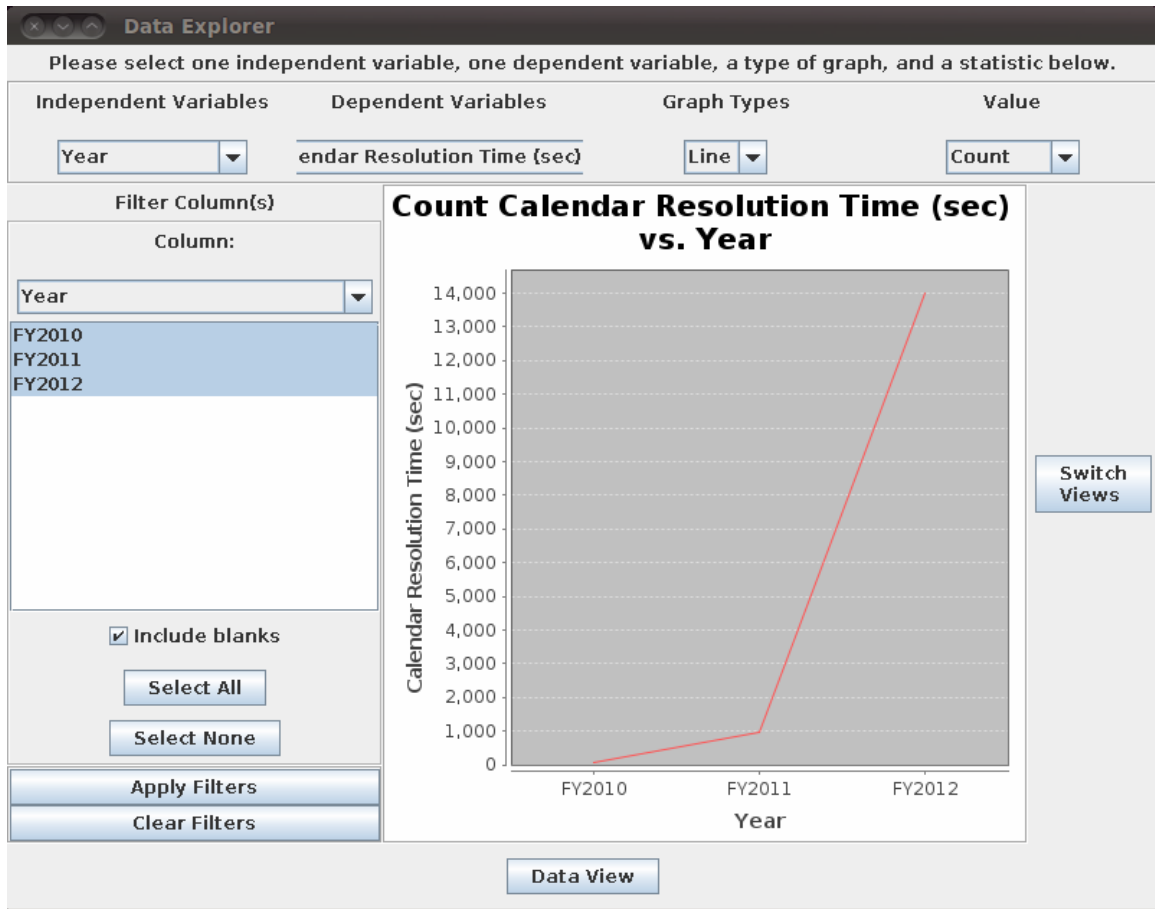 Data Explorer
Please select one independent variable, one dependent variable, a type of graph, and a statistic below.
Independent Variables
Dependent Variables
Graph Types
Value
Year
endar Resolution Time (sec)
Line
Count
Filter Column(s)
Column:
Year
FY2010
FY2011
FY2012
Include blanks
Select All
Select None
Apply Filters
Clear Filters
Count Calendar Resolution Time (sec)
vs. Year
Calendar Resolution Time (sec)
14,000
13,000
12,000
11,000
10,000
9,000
8,000
7,000
6,000
5,000
4,000
3,000
2,000
1,000
0
FY2010
FY2011
FY2012
Year
Switch
Views
Data View